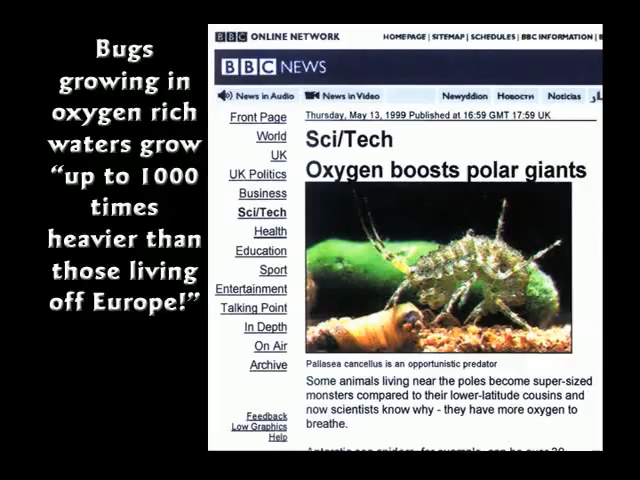 Bugs
growing in
oxygen rich
waters grow
“up to 1000
times
heavier than
those living
off Europe!”
BBC ONLINE NETWORK
HOMEPAGE | SITEMAP | SCHEDULES | BBC INFORMATION |
BBC NEWS
News in Audio
News in Video
Newyddion
Новости
Noticias
Front Page
World
UK
UK Politics
Business
Sci/Tech
Health
Education
Sport
Entertainment
Talking Point
In Depth
On Air
Archive
Feedback
Low Graphics
Help
Thursday, May 13, 1999 Published at 16:59 GMT 17:59 UK
Sci/Tech
Oxygen boosts polar giants
Pallasea cancellus is an opportunistic predator
Some animals living near the poles become super-sized
monsters compared to their lower-latitude cousins and
now scientists know why - they have more oxygen to
breathe.